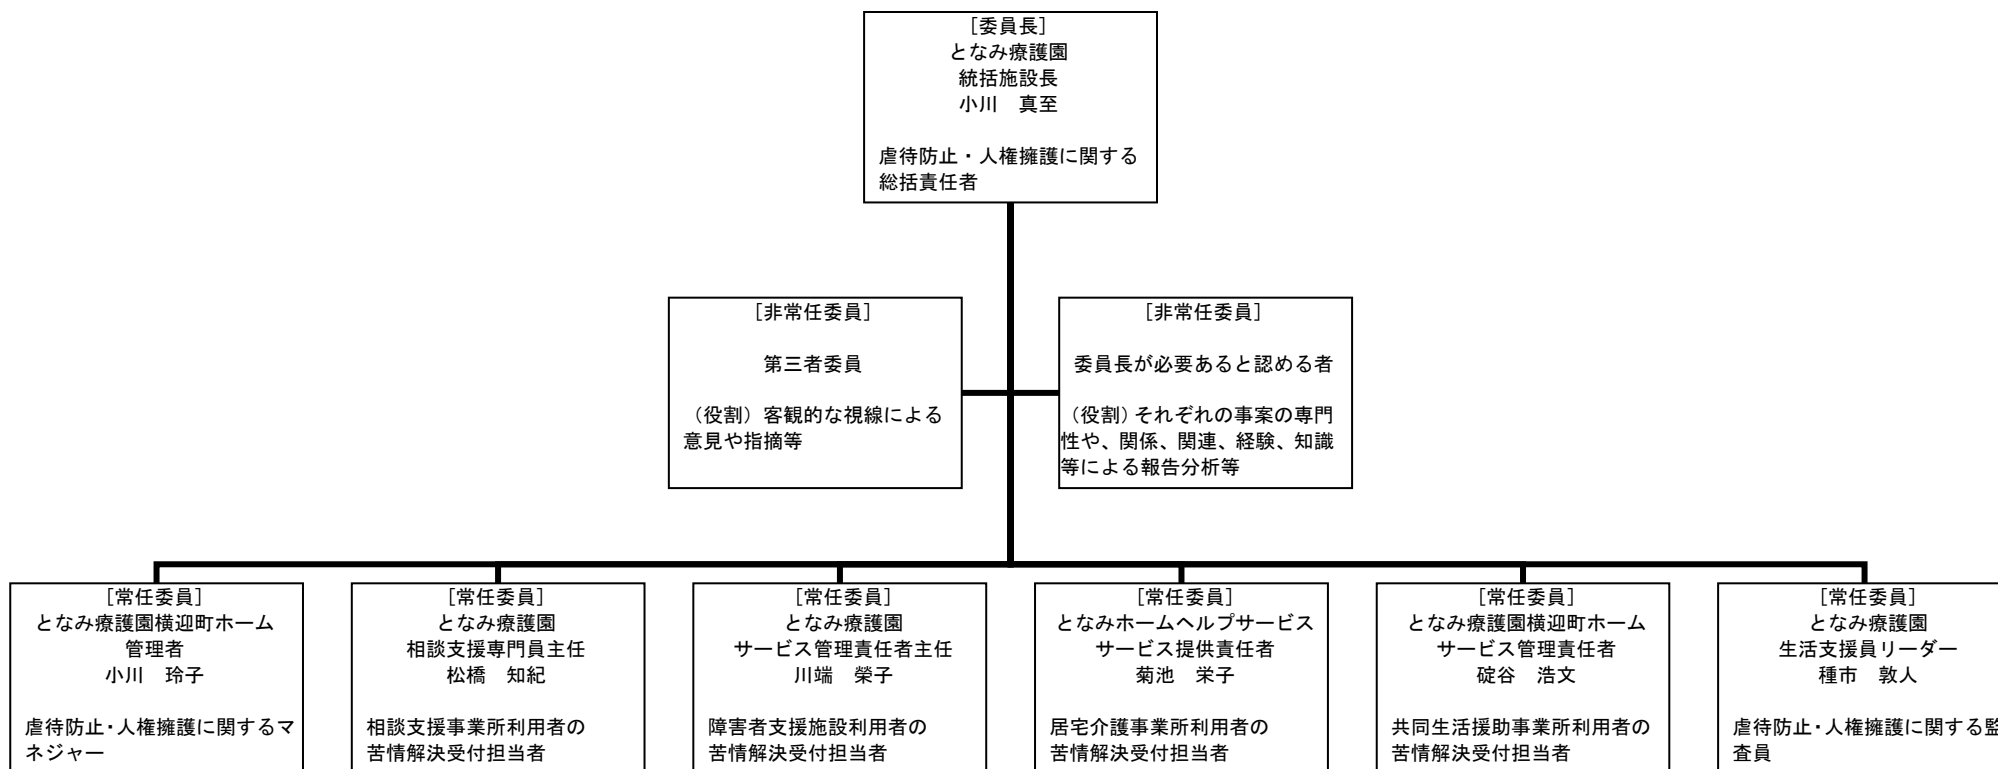 ［委員長］
となみ療護園
統括施設長
小川　真至
虐待防止・人権擁護に関する
総括責任者
［非常任委員］
第三者委員
（役割）客観的な視線による
意見や指摘等
［非常任委員］
委員長が必要あると認める者
（役割）それぞれの事案の専門
性や、関係、関連、経験、知識
等による報告分析等
［常任委員］
となみ療護園横迎町ホーム
管理者
小川　玲子
虐待防止・人権擁護に関するマ
ネジャー
［常任委員］
となみ療護園
相談支援専門員主任
松橋　知紀
相談支援事業所利用者の
苦情解決受付担当者
［常任委員］
となみ療護園
サービス管理責任者主任
川端　榮子
障害者支援施設利用者の
苦情解決受付担当者
［常任委員］
となみホームヘルプサービス
サービス提供責任者
菊池　栄子
居宅介護事業所利用者の
苦情解決受付担当者
［常任委員］
となみ療護園横迎町ホーム
サービス管理責任者
碇谷　浩文
共同生活援助事業所利用者の
苦情解決受付担当者
［常任委員］
となみ療護園
生活支援員リーダー
種市　敦人
虐待防止・人権擁護に関する監
査員